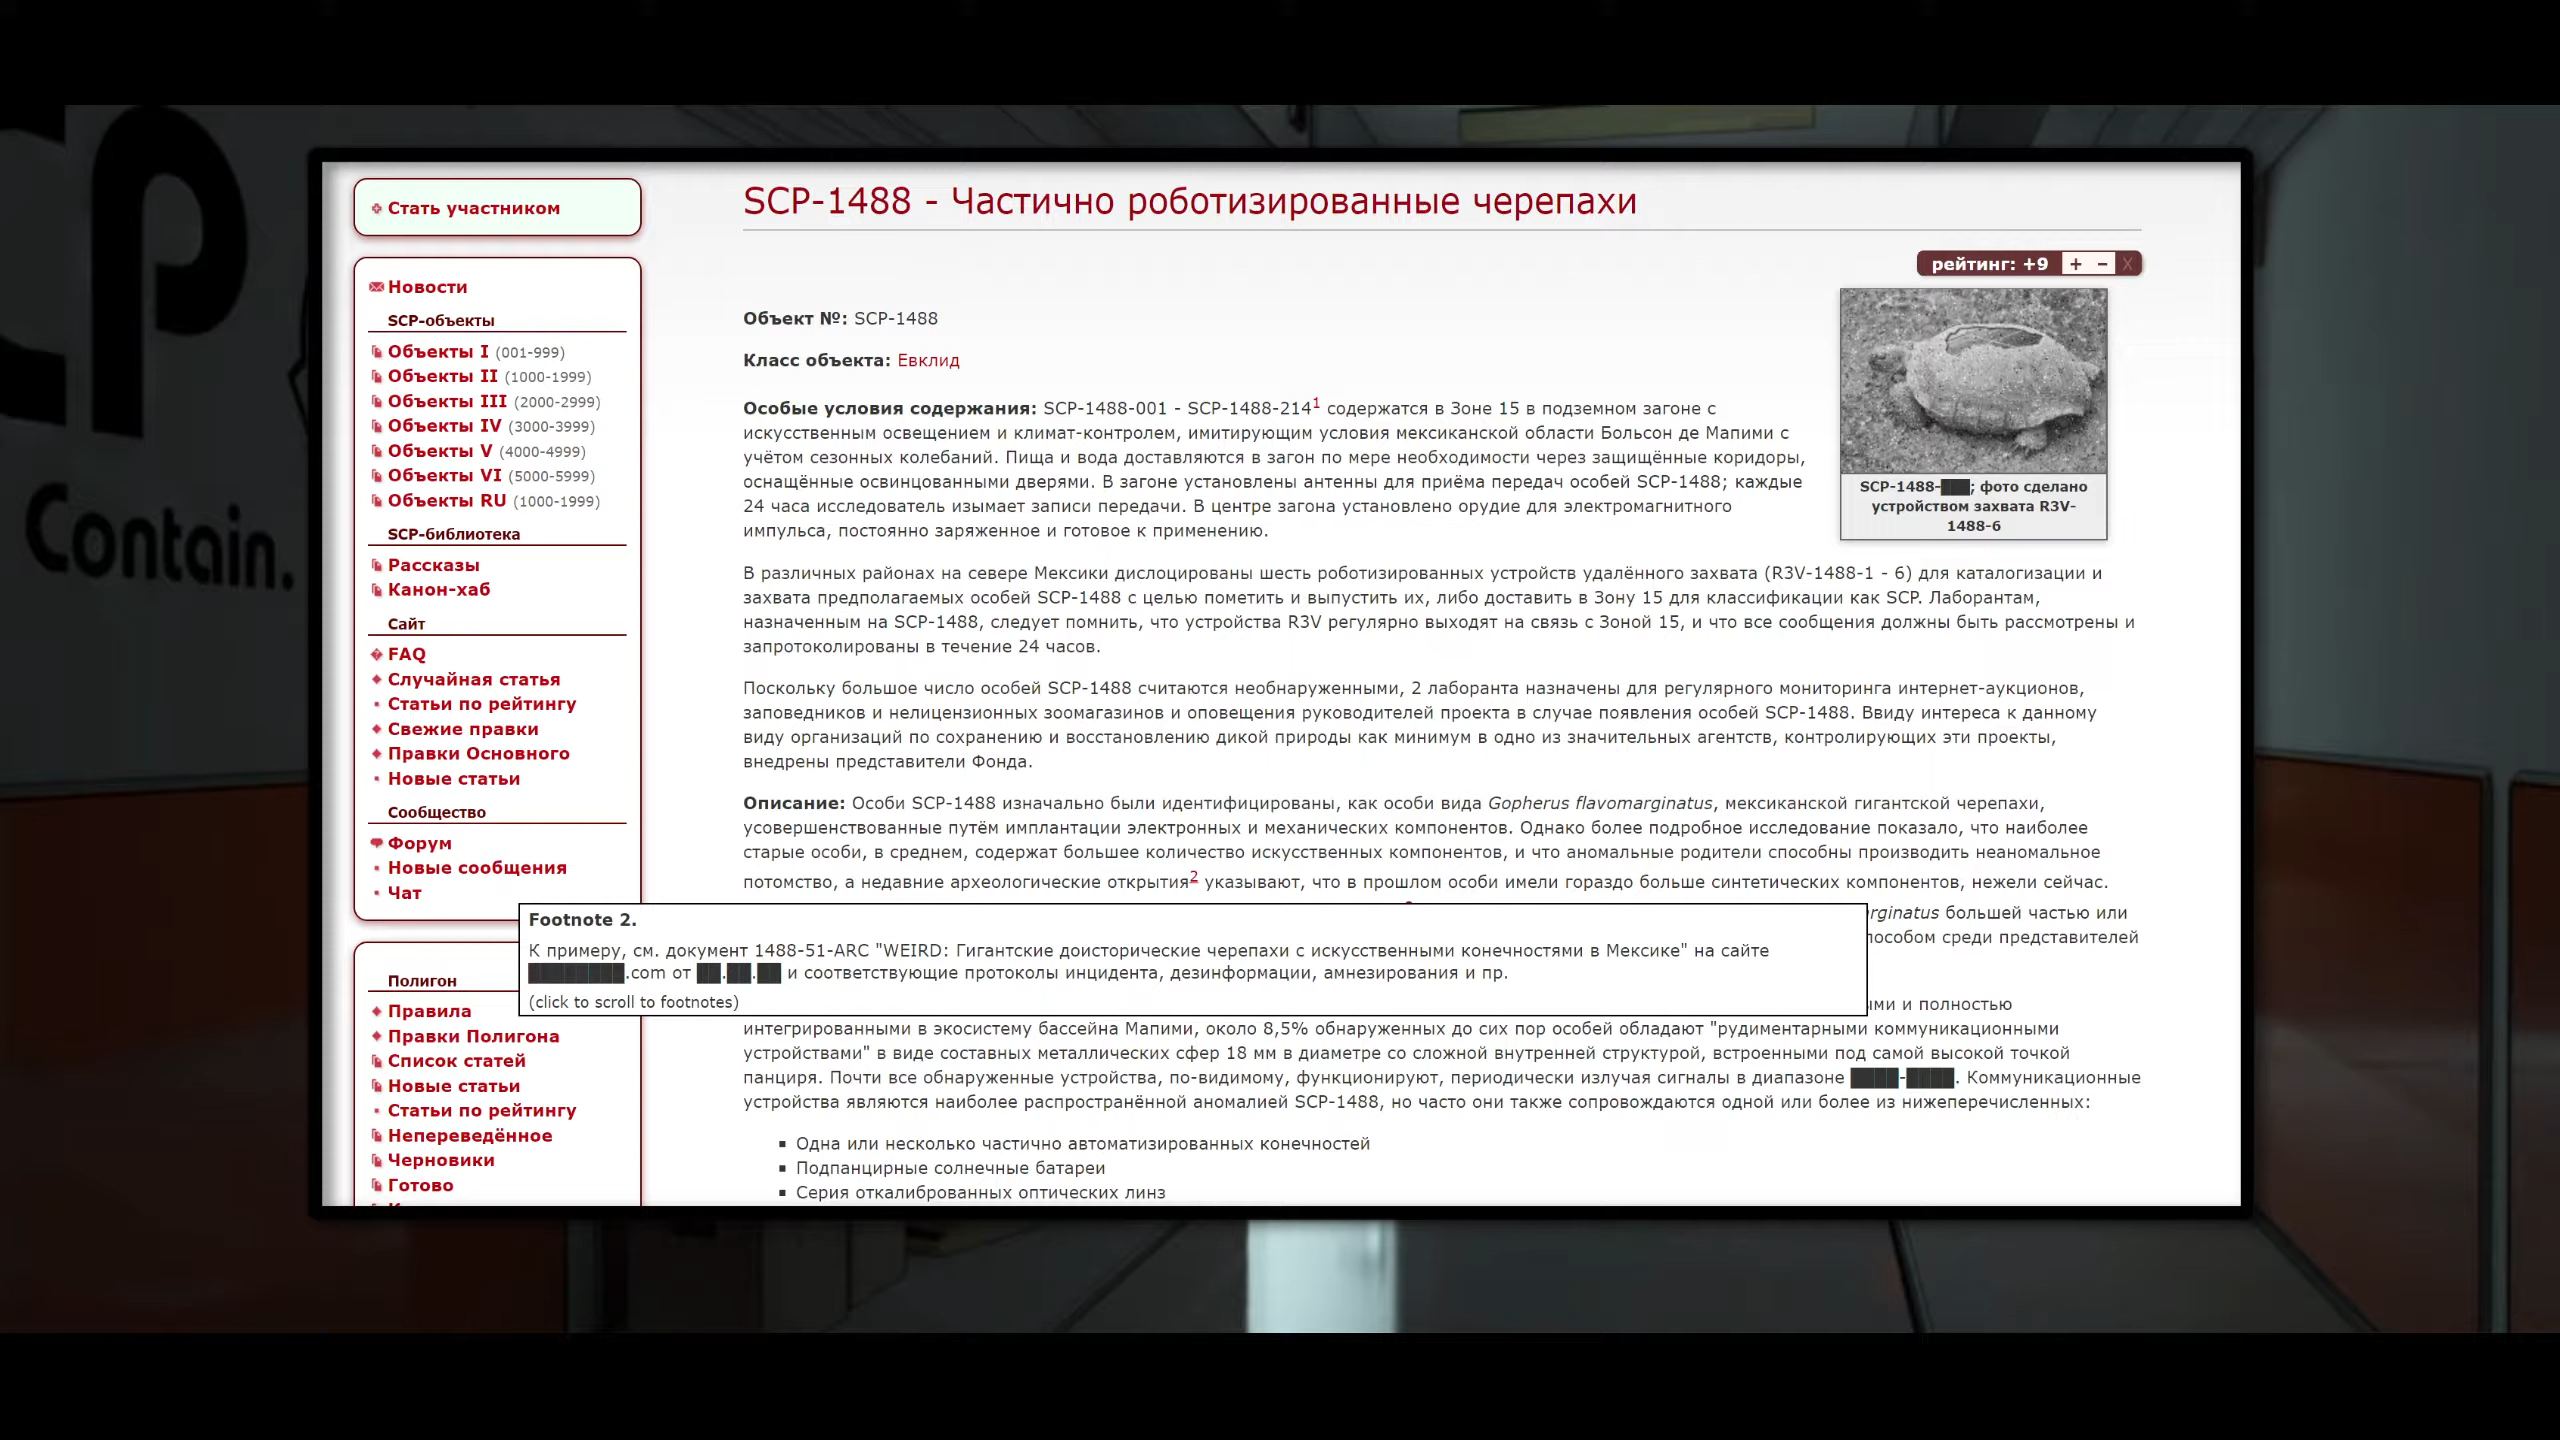 P
Contain.
Стать участником
Новости
SCP-объекты
Объекты I (001-999)
Объекты II (1000-1999)
Объекты III (2000-2999)
Объекты IV (3000-3999)
Объекты V (4000-4999)
Объекты VI (5000-5999)
Объекты RU (1000-1999)
SCP-библиотека
Рассказы
Канон-хаб
Сайт
FAQ
Случайная статья
Статьи по рейтингу
Свежие правки
Правки Основного
Новые статьи
Сообщество
Форум
Новые сообщения
Чат
Полигон
Правила
Правки Полигона
Список статей
Новые статьи
Статьи по рейтингу
Непереведённое
Черновики
Готово
SCP-1488 - Частично роботизированные черепахи
рейтинг: +9 + − X
Объект №: SCP-1488
Класс объекта: Евклид
SCP-1488-███; фото сделано
устройством захвата R3V-
1488-6
Особые условия содержания: SCP-1488-001 - SCP-1488-214¹ содержатся в Зоне 15 в подземном загоне с
искусственным освещением и климат-контролем, имитирующим условия мексиканской области Больсон де Мапими с
учётом сезонных колебаний. Пища и вода доставляются в загон по мере необходимости через защищённые коридоры,
оснащённые освинцованными дверями. В загоне установлены антенны для приёма передач особей SCP-1488; каждые
24 часа исследователь изымает записи передачи. В центре загона установлено орудие для электромагнитного
импульса, постоянно заряженное и готовое к применению.
В различных районах на севере Мексики дислоцированы шесть роботизированных устройств удалённого захвата (R3V-1488-1 - 6) для каталогизации и
захвата предполагаемых особей SCP-1488 с целью пометить и выпустить их, либо доставить в Зону 15 для классификации как SCP. Лаборантам,
назначенным на SCP-1488, следует помнить, что устройства R3V регулярно выходят на связь с Зоной 15, и что все сообщения должны быть рассмотрены и
запротоколированы в течение 24 часов.
Поскольку большое число особей SCP-1488 считаются необнаруженными, 2 лаборанта назначены для регулярного мониторинга интернет-аукционов,
заповедников и нелицензионных зоомагазинов и оповещения руководителей проекта в случае появления особей SCP-1488. Ввиду интереса к данному
виду организаций по сохранению и восстановлению дикой природы как минимум в одно из значительных агентств, контролирующих эти проекты,
внедрены представители Фонда.
Описание: Особи SCP-1488 изначально были идентифицированы, как особи вида Gopherus flavomarginatus, мексиканской гигантской черепахи,
усовершенствованные путём имплантации электронных и механических компонентов. Однако более подробное исследование показало, что наиболее
старые особи, в среднем, содержат большее количество искусственных компонентов, и что аномальные родители способны производить неаномальное
потомство, а недавние археологические открытия² указывают, что в прошлом особи имели гораздо больше синтетических компонентов, нежели сейчас.
rginatus большей частью или
пособом среди представителей
Footnote 2.
К примеру, см. документ 1488-51-ARC "WEIRD: Гигантские доисторические черепахи с искусственными конечностями в Мексике" на сайте
████████.com от ██.██.██ и соответствующие протоколы инцидента, дезинформации, амнезирования и пр.
(click to scroll to footnotes)
ми и полностью
интегрированными в экосистему бассейна Мапими, около 8,5% обнаруженных до сих пор особей обладают "рудиментарными коммуникационными
устройствами" в виде составных металлических сфер 18 мм в диаметре со сложной внутренней структурой, встроенными под самой высокой точкой
панциря. Почти все обнаруженные устройства, по-видимому, функционируют, периодически излучая сигналы в диапазоне ████-████. Коммуникационные
устройства являются наиболее распространённой аномалией SCP-1488, но часто они также сопровождаются одной или более из нижеперечисленных:
Одна или несколько частично автоматизированных конечностей
Подпанцирные солнечные батареи
Серия откалиброванных оптических линз